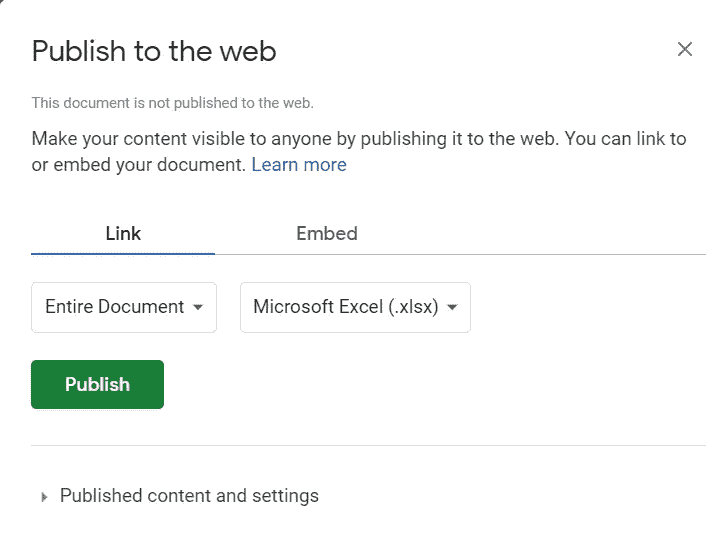 Publish to the web
This document is not published to the web.
Make your content visible to anyone by publishing it to the web. You can link to
or embed your document. Learn more
Link Embed
Entire Document Microsoft Excel (.xlsx)
Publish
Published content and settings